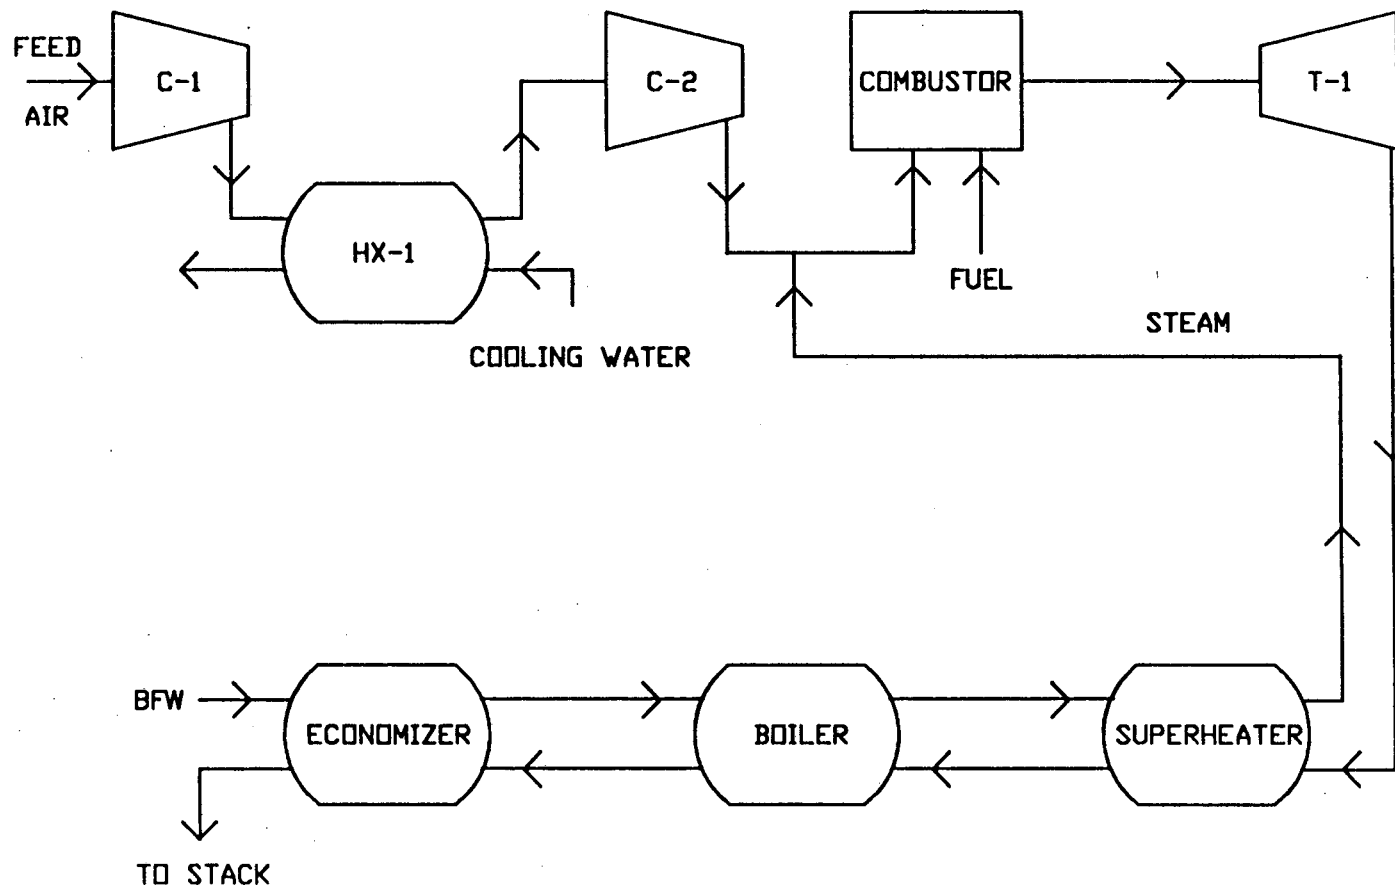 FEED
AIR
C-1
C-2
COMBUSTOR
T-1
HX-1
FUEL
COOLING WATER
STEAM
BFW
ECONOMIZER
BOILER
SUPERHEATER
TO STACK